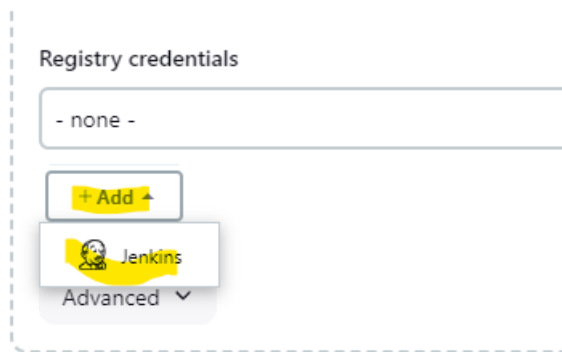 Registry credentials
- none -
+ Add
Jenkins
Advanced